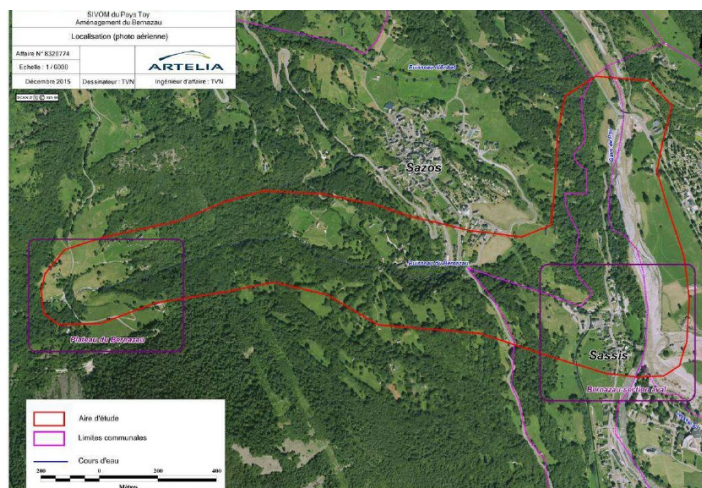 SIVOM du Pays Toy
Aménagement du Bernazau
Localisation (photo aérienne)
Affaire N° 8320774
Echelle : 1 / 6000
ARTELIA
Décembre 2015
Dessinateur : TVN
Ingénieur d'affaire : TVN
Sazos
Plateau du Bernazau
Sassis
Aire d'étude
Limites communales
Cours d'eau
200 0 200 400
Mètres